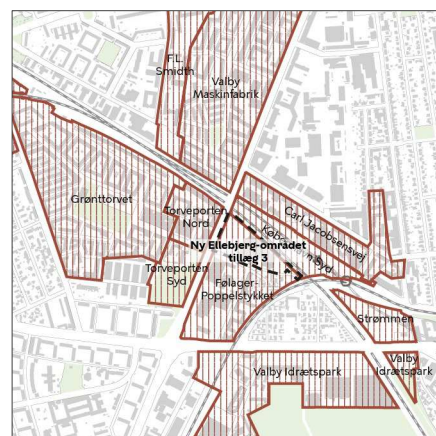 F.L.
Smidth
Valby
Maskinfabrik
Grønttorvet
Torveporten
Nord
Carl Jacobsensvej
Ny Ellebjerg-området
tillæg 3
Torveporten
Syd
Følager-
Poppelstykket
Strømmen
Valby Idrætspark
Valby
Idrætspark